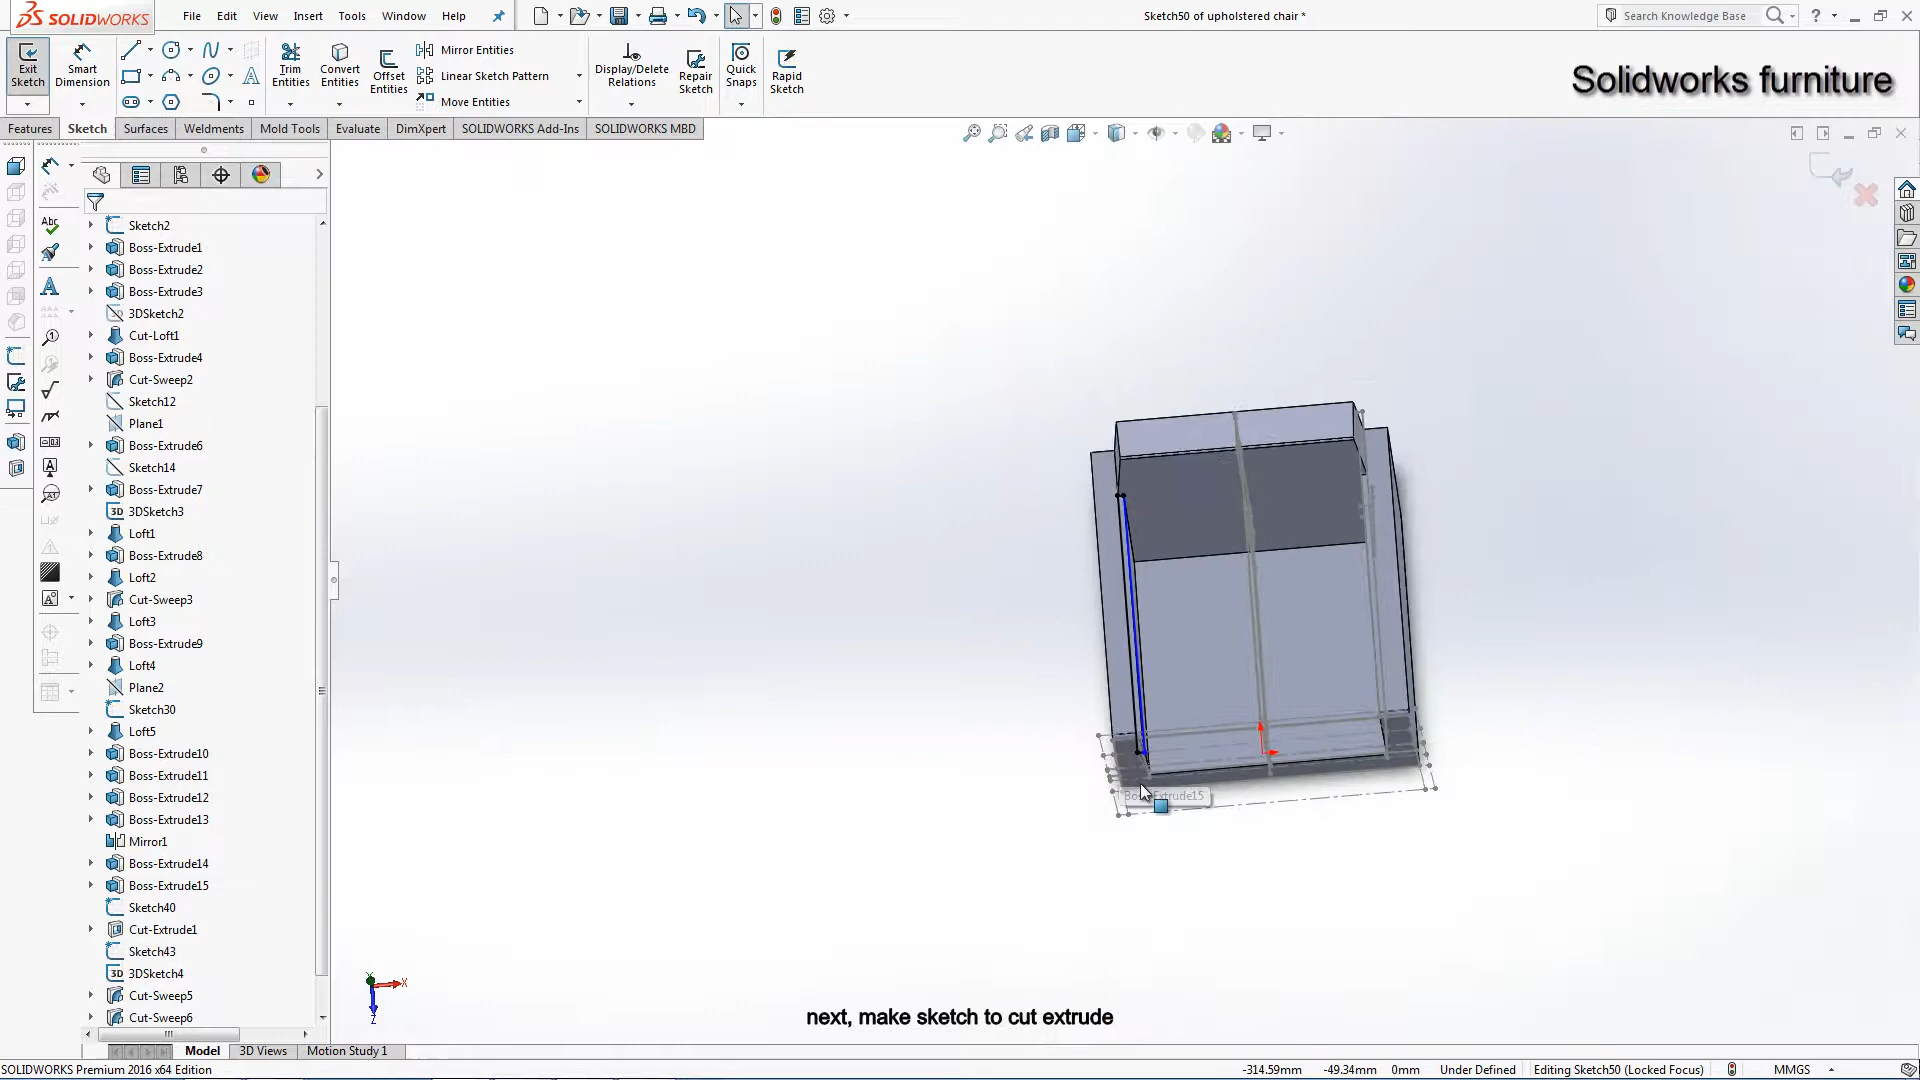 SOLIDWORKS File Edit View Insert Tools Window Help
Sketch50 of upholstered chair *
Search Knowledge Base
Exit Sketch
Smart Dimension
Trim Entities
Convert Entities
Offset Entities
Mirror Entities
Linear Sketch Pattern
Move Entities
Display/Delete Relations
Repair Sketch
Quick Snaps
Rapid Sketch
Solidworks furniture
Features Sketch Surfaces Weldments Mold Tools Evaluate DimXpert SOLIDWORKS Add-Ins SOLIDWORKS MBD
Sketch2
Boss-Extrude1
Boss-Extrude2
Boss-Extrude3
3DSketch2
Cut-Loft1
Boss-Extrude4
Cut-Sweep2
Sketch12
Plane1
Boss-Extrude6
Sketch14
Boss-Extrude7
3DSketch3
Loft1
Boss-Extrude8
Loft2
Cut-Sweep3
Loft3
Boss-Extrude9
Loft4
Plane2
Sketch30
Loft5
Boss-Extrude10
Boss-Extrude11
Boss-Extrude12
Boss-Extrude13
Mirror1
Boss-Extrude14
Boss-Extrude15
Sketch40
Cut-Extrude1
Sketch43
3DSketch4
Cut-Sweep5
Cut-Sweep6
Boss-Extrude15
X
Z
next, make sketch to cut extrude
Model 3D Views Motion Study 1
SOLIDWORKS Premium 2016 x64 Edition
-314.59mm -49.34mm 0mm Under Defined Editing Sketch50 (Locked Focus) MMGS